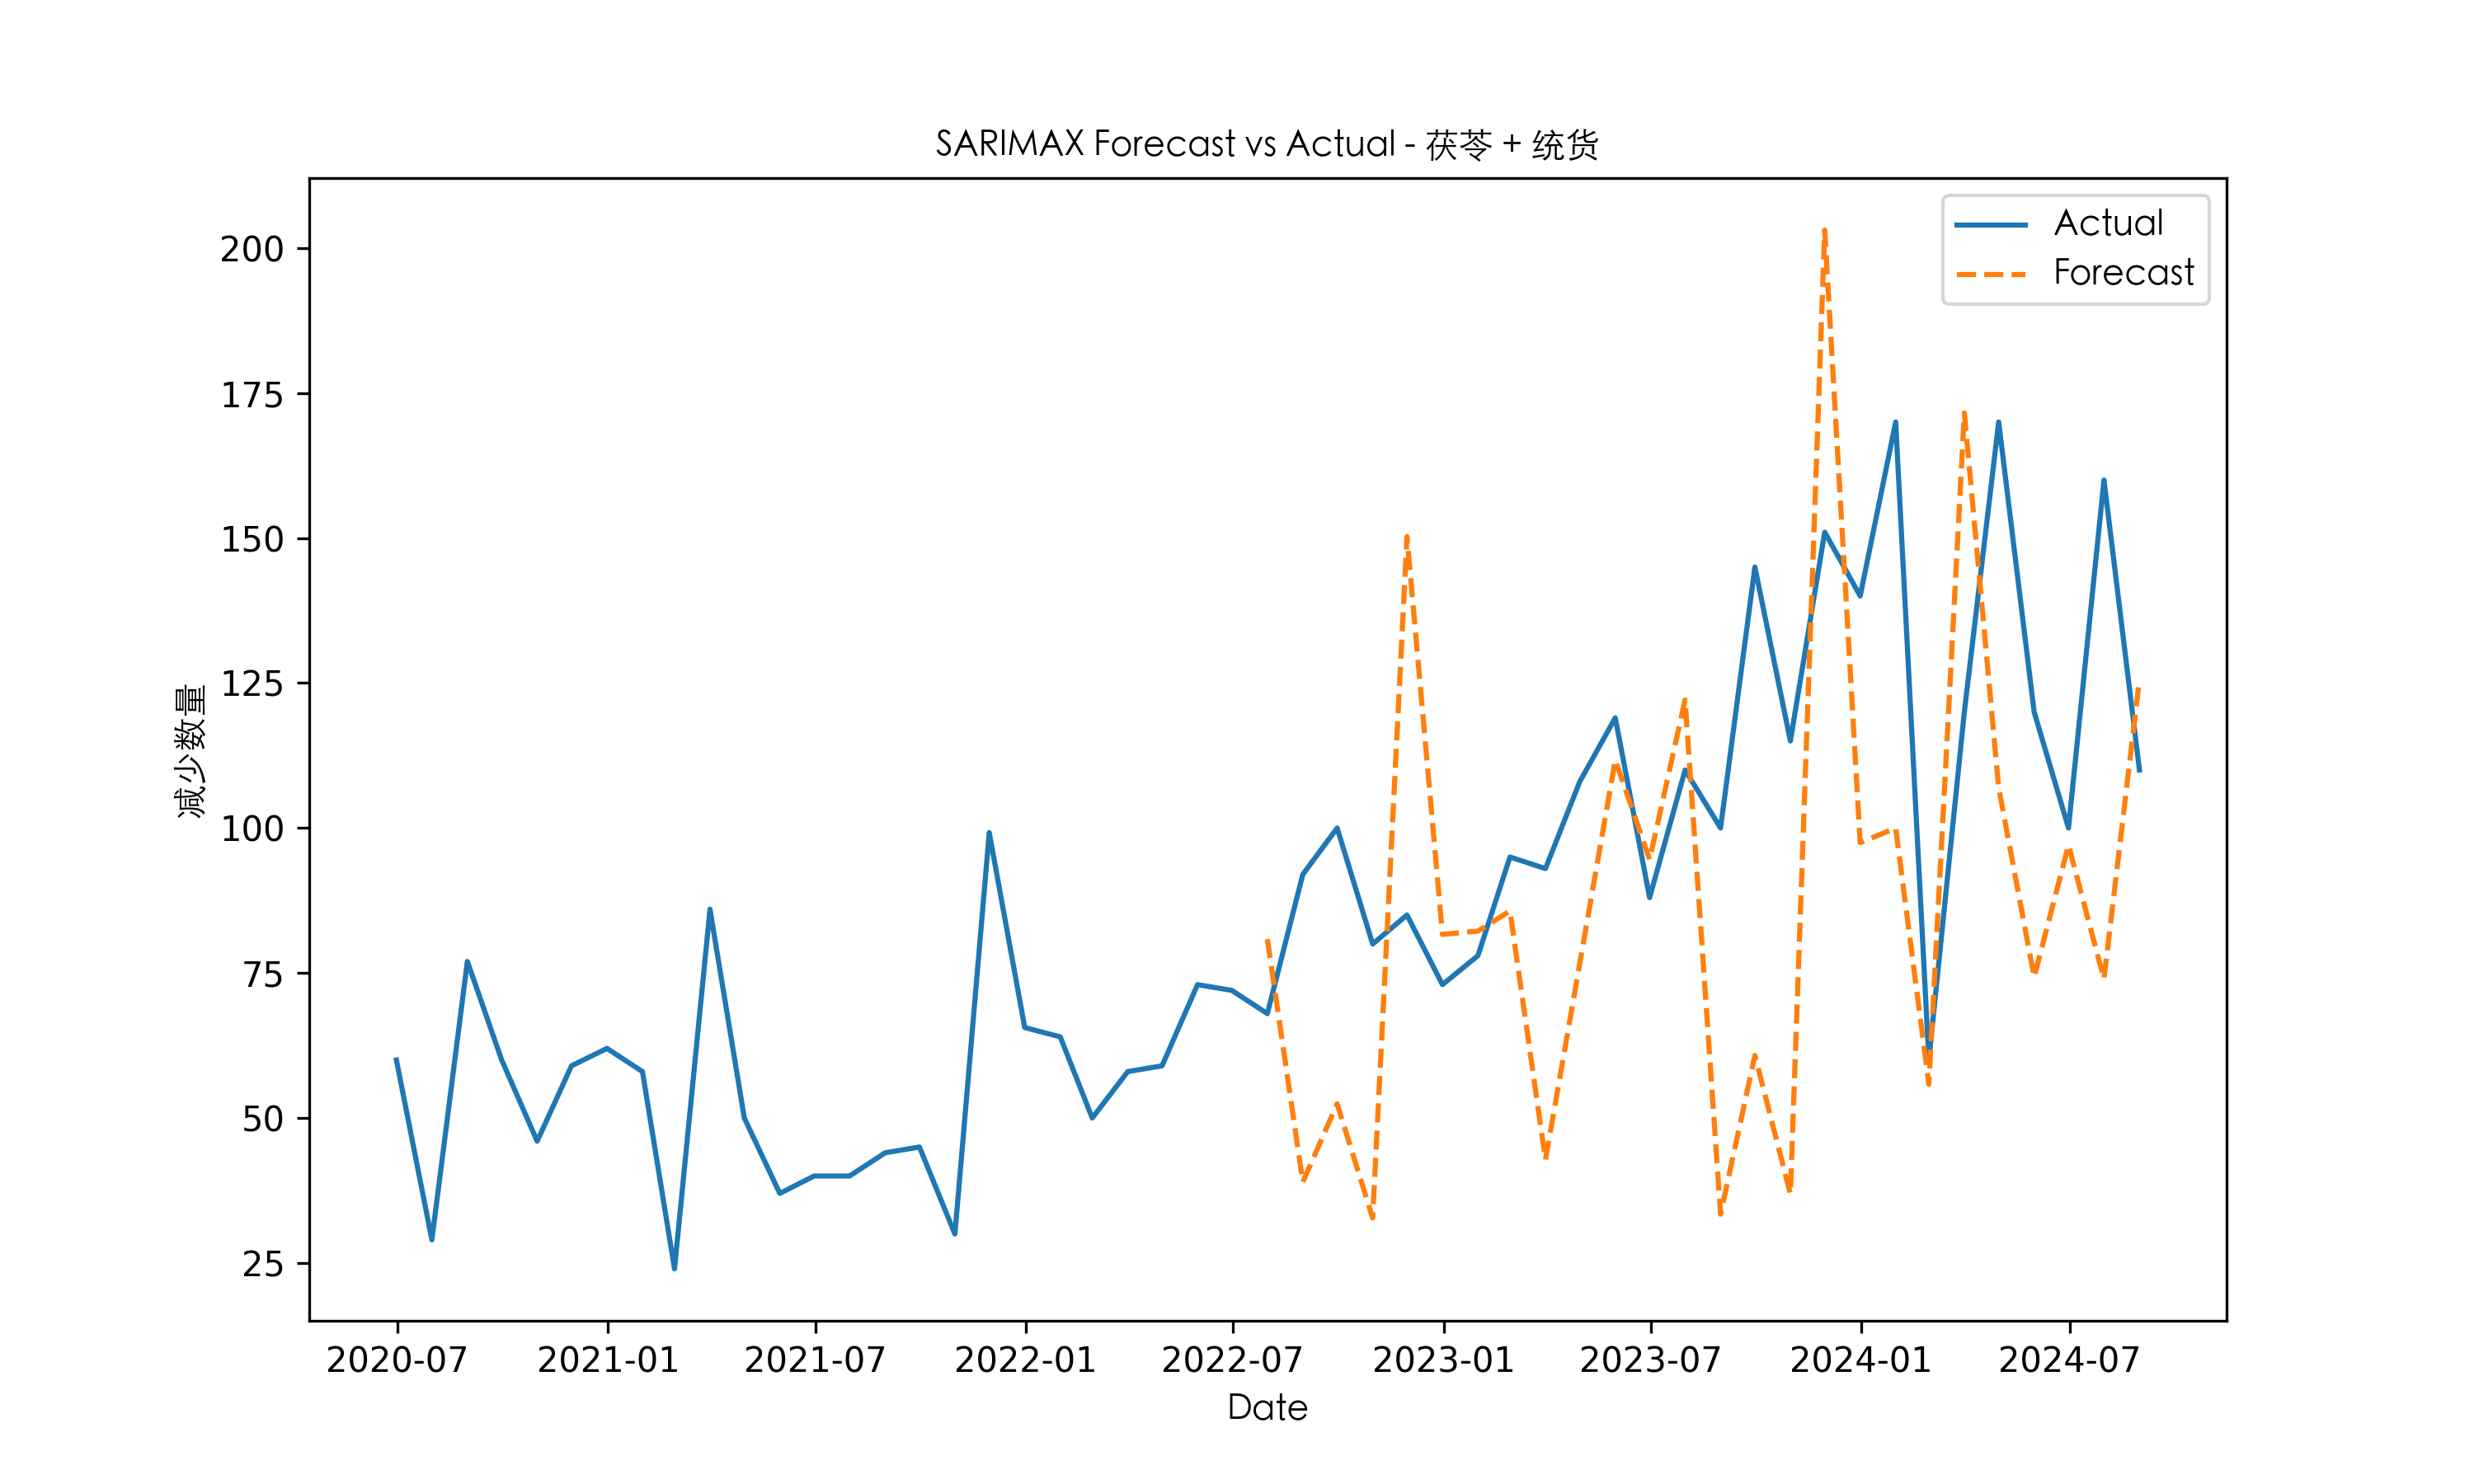 SARIMAX Forecast vs Actual - 茯苓 + 统货
Actual
Forecast
减少数量
200
175
150
125
100
75
50
25
2020-07 2021-01 2021-07 2022-01 2022-07 2023-01 2023-07 2024-01 2024-07
Date